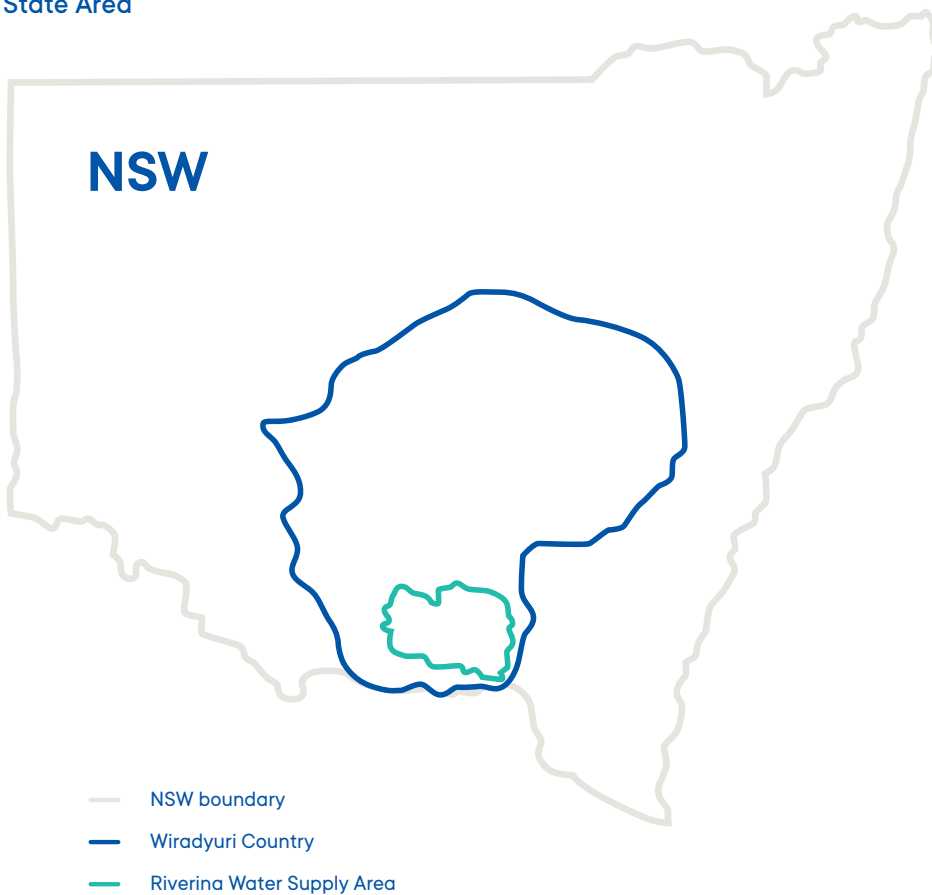 State Area
NSW
NSW boundary
Wiradyuri Country
Riverina Water Supply Area